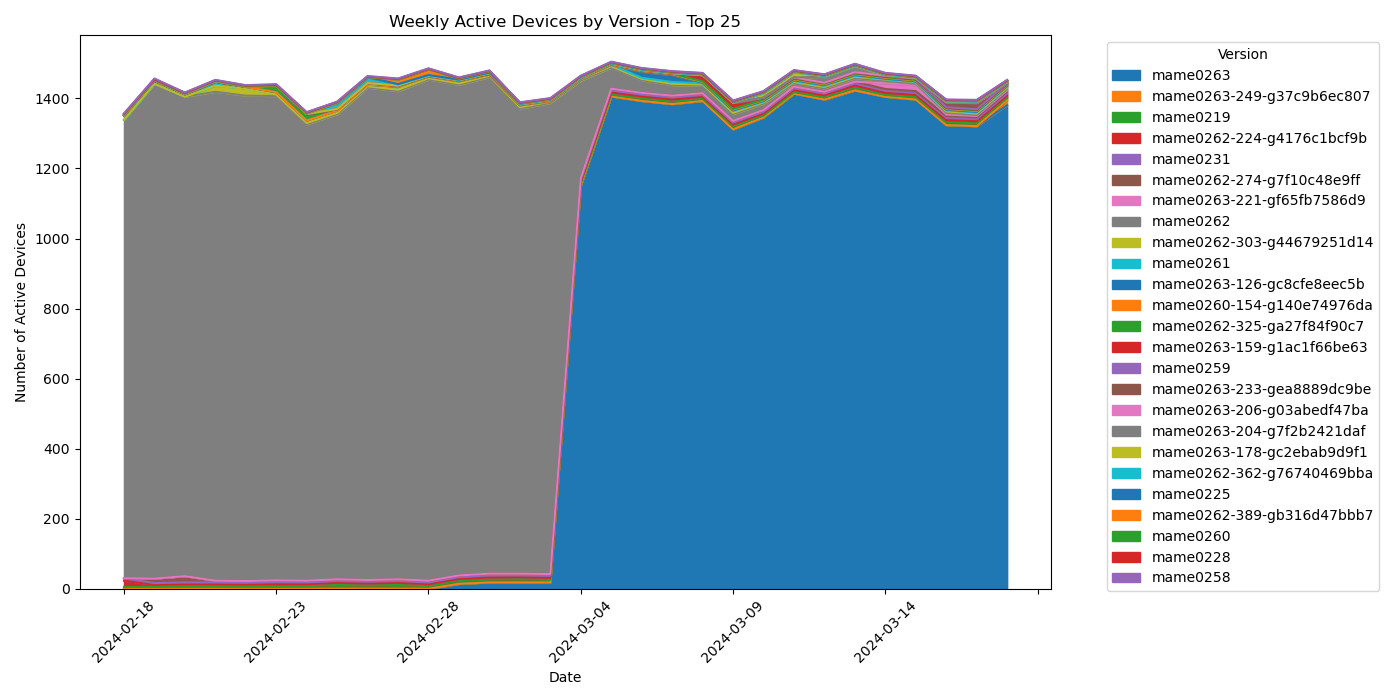 Weekly Active Devices by Version - Top 25
Number of Active Devices
1400
1200
1000
800
600
400
200
0
2024-02-18
2024-02-23
2024-02-28
2024-03-04
2024-03-09
2024-03-14
Date
Version
mame0263
mame0263-249-g37c9b6ec807
mame0219
mame0262-224-g4176c1bcf9b
mame0231
mame0262-274-g7f10c48e9ff
mame0263-221-gf65fb7586d9
mame0262
mame0262-303-g44679251d14
mame0261
mame0263-126-gc8cfe8eec5b
mame0260-154-g140e74976da
mame0262-325-ga27f84f90c7
mame0263-159-g1ac1f66be63
mame0259
mame0263-233-gea8889dc9be
mame0263-206-g03abedf47ba
mame0263-204-g7f2b2421daf
mame0263-178-gc2ebab9d9f1
mame0262-362-g76740469bba
mame0225
mame0262-389-gb316d47bbb7
mame0260
mame0228
mame0258